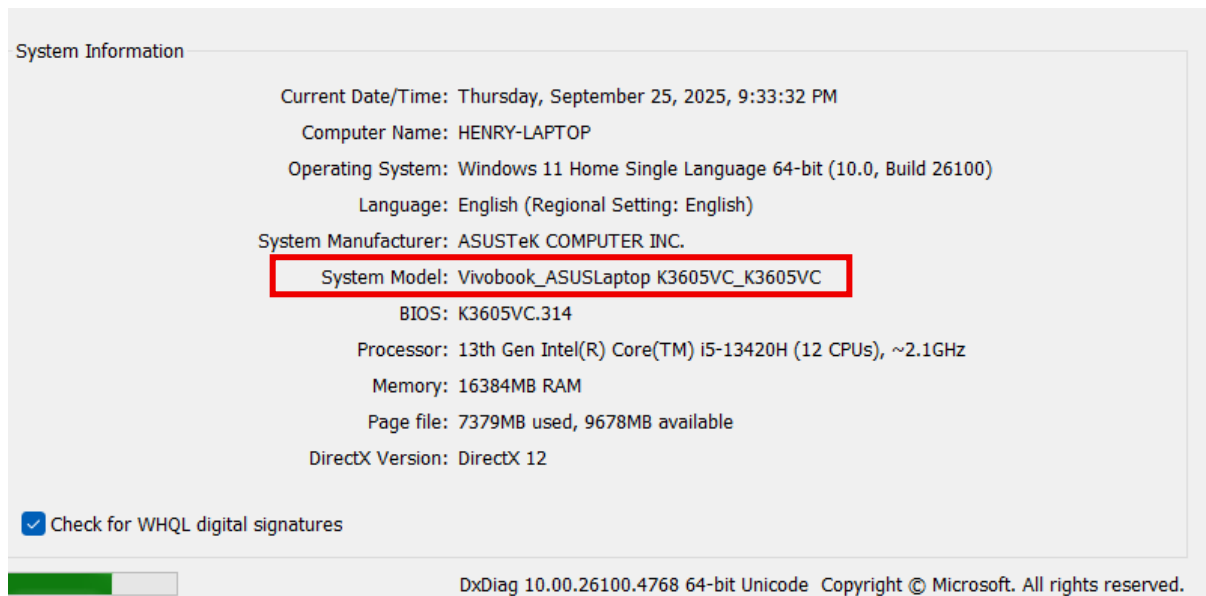 System Information
Current Date/Time: Thursday, September 25, 2025, 9:33:32 PM
Computer Name: HENRY-LAPTOP
Operating System: Windows 11 Home Single Language 64-bit (10.0, Build 26100)
Language: English (Regional Setting: English)
System Manufacturer: ASUSTeK COMPUTER INC.
System Model: Vivobook_ASUSLaptop K3605VC_K3605VC
BIOS: K3605VC.314
Processor: 13th Gen Intel(R) Core(TM) i5-13420H (12 CPUs), ~2.1GHz
Memory: 16384MB RAM
Page file: 7379MB used, 9678MB available
DirectX Version: DirectX 12
Check for WHQL digital signatures
DxDiag 10.00.26100.4768 64-bit Unicode  Copyright © Microsoft. All rights reserved.